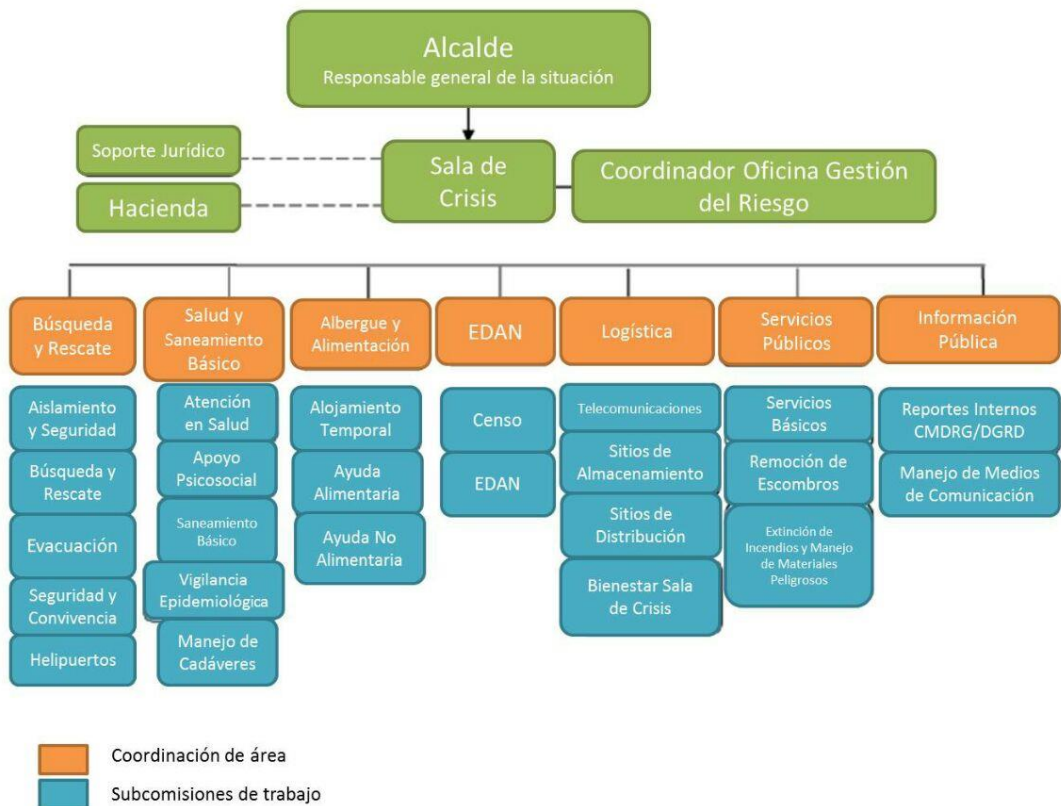 Alcalde
Responsable general de la situación
Soporte Jurídico
Hacienda
Sala de
Crisis
Coordinador Oficina Gestión
del Riesgo
Búsqueda
y Rescate
Salud y
Saneamiento
Básico
Albergue y
Alimentación
EDAN
Logística
Servicios
Públicos
Información
Pública
Aislamiento
y Seguridad
Búsqueda y
Rescate
Evacuación
Seguridad y
Convivencia
Helipuertos
Atención
en Salud
Apoyo
Psicosocial
Saneamiento
Básico
Vigilancia
Epidemiológica
Manejo de
Cadáveres
Alojamiento
Temporal
Ayuda
Alimentaria
Ayuda No
Alimentaria
Censo
EDAN
Telecomunicaciones
Sitios de
Almacenamiento
Sitios de
Distribución
Bienestar Sala
de Crisis
Servicios
Básicos
Remoción de
Escombros
Extinción de
Incendios y Manejo
de Materiales
Peligrosos
Reportes Internos
CMDRG/DGRD
Manejo de Medios
de Comunicación
Coordinación de área
Subcomisiones de trabajo